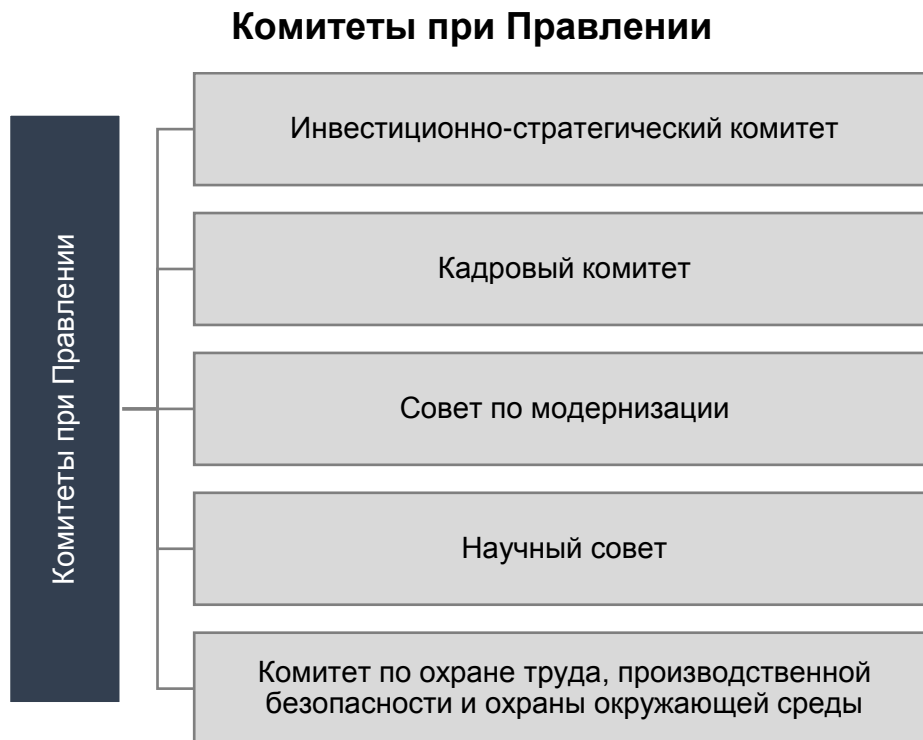 Комитеты при Правлении
Комитеты при Правлении
Инвестиционно-стратегический комитет
Кадровый комитет
Совет по модернизации
Научный совет
Комитет по охране труда, производственной
безопасности и охраны окружающей среды